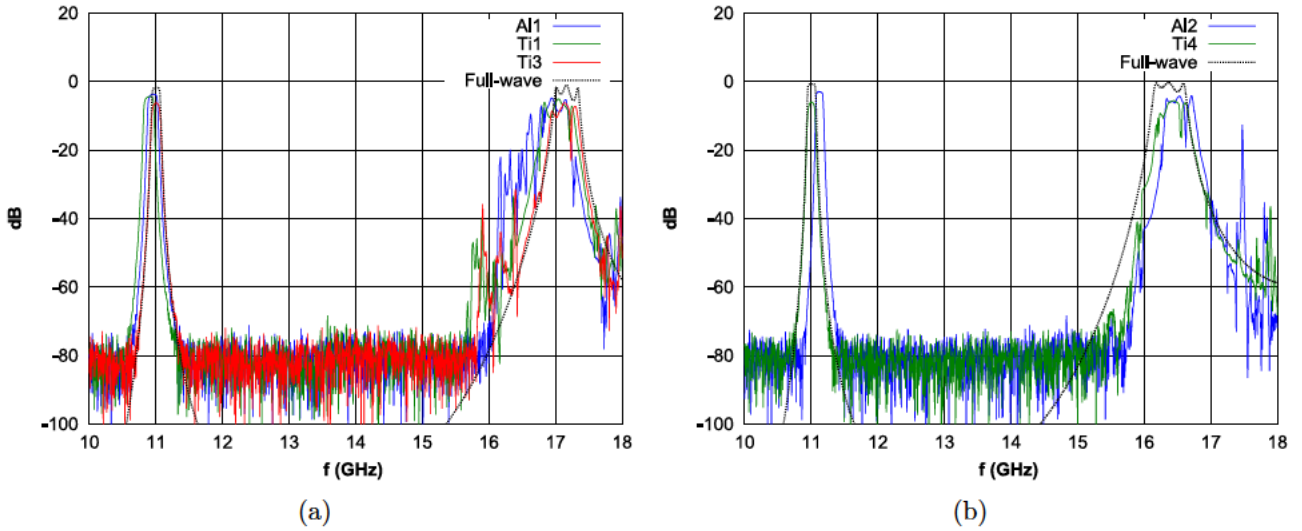 20
0
-20
-40
-60
-80
-100
dB
10 11 12 13 14 15 16 17 18
f (GHz)
Al1
Ti1
Ti3
Full-wave
(a)
20
0
-20
-40
-60
-80
-100
dB
10 11 12 13 14 15 16 17 18
f (GHz)
Al2
Ti4
Full-wave
(b)